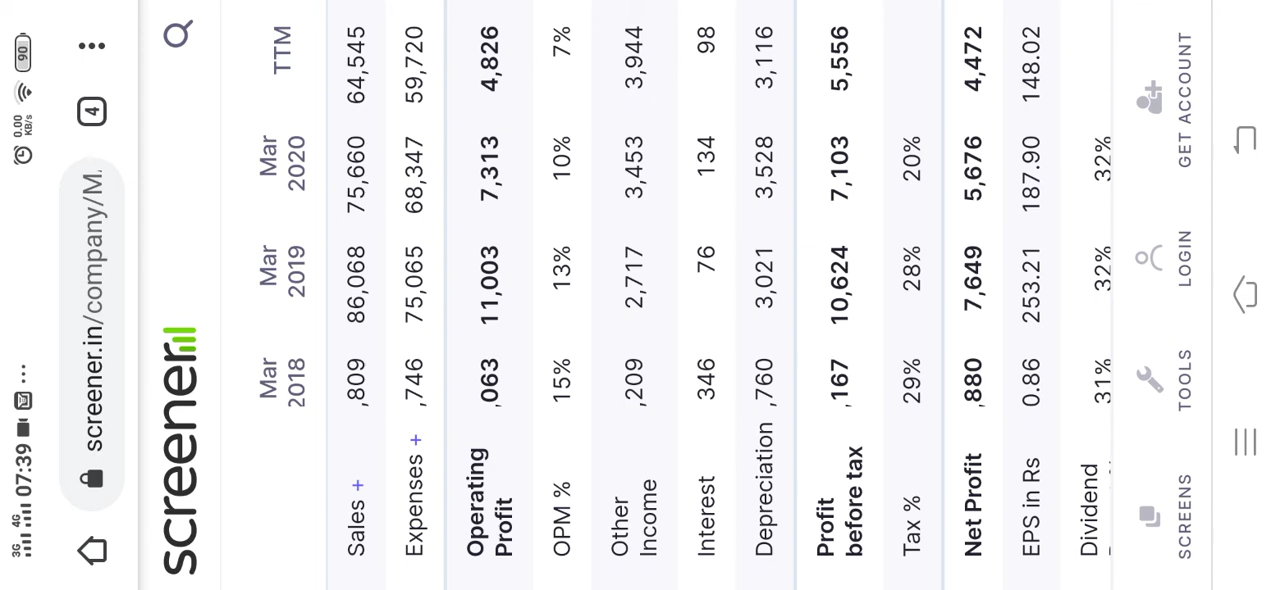 3G 4G 07:39 ... 0.00 KB/s 90
screener.in/company/M. 4
screener
Mar 2018 Mar 2019 Mar 2020 TTM
Sales + ,809 86,068 75,660 64,545
Expenses + ,746 75,065 68,347 59,720
Operating Profit ,063 11,003 7,313 4,826
OPM % 15% 13% 10% 7%
Other Income ,209 2,717 3,453 3,944
Interest 346 76 134 98
Depreciation ,760 3,021 3,528 3,116
Profit before tax ,167 10,624 7,103 5,556
Tax % 29% 28% 20%
Net Profit ,880 7,649 5,676 4,472
EPS in Rs 0.86 253.21 187.90 148.02
Dividend 31% 32% 32%
SCREENS TOOLS LOGIN GET ACCOUNT